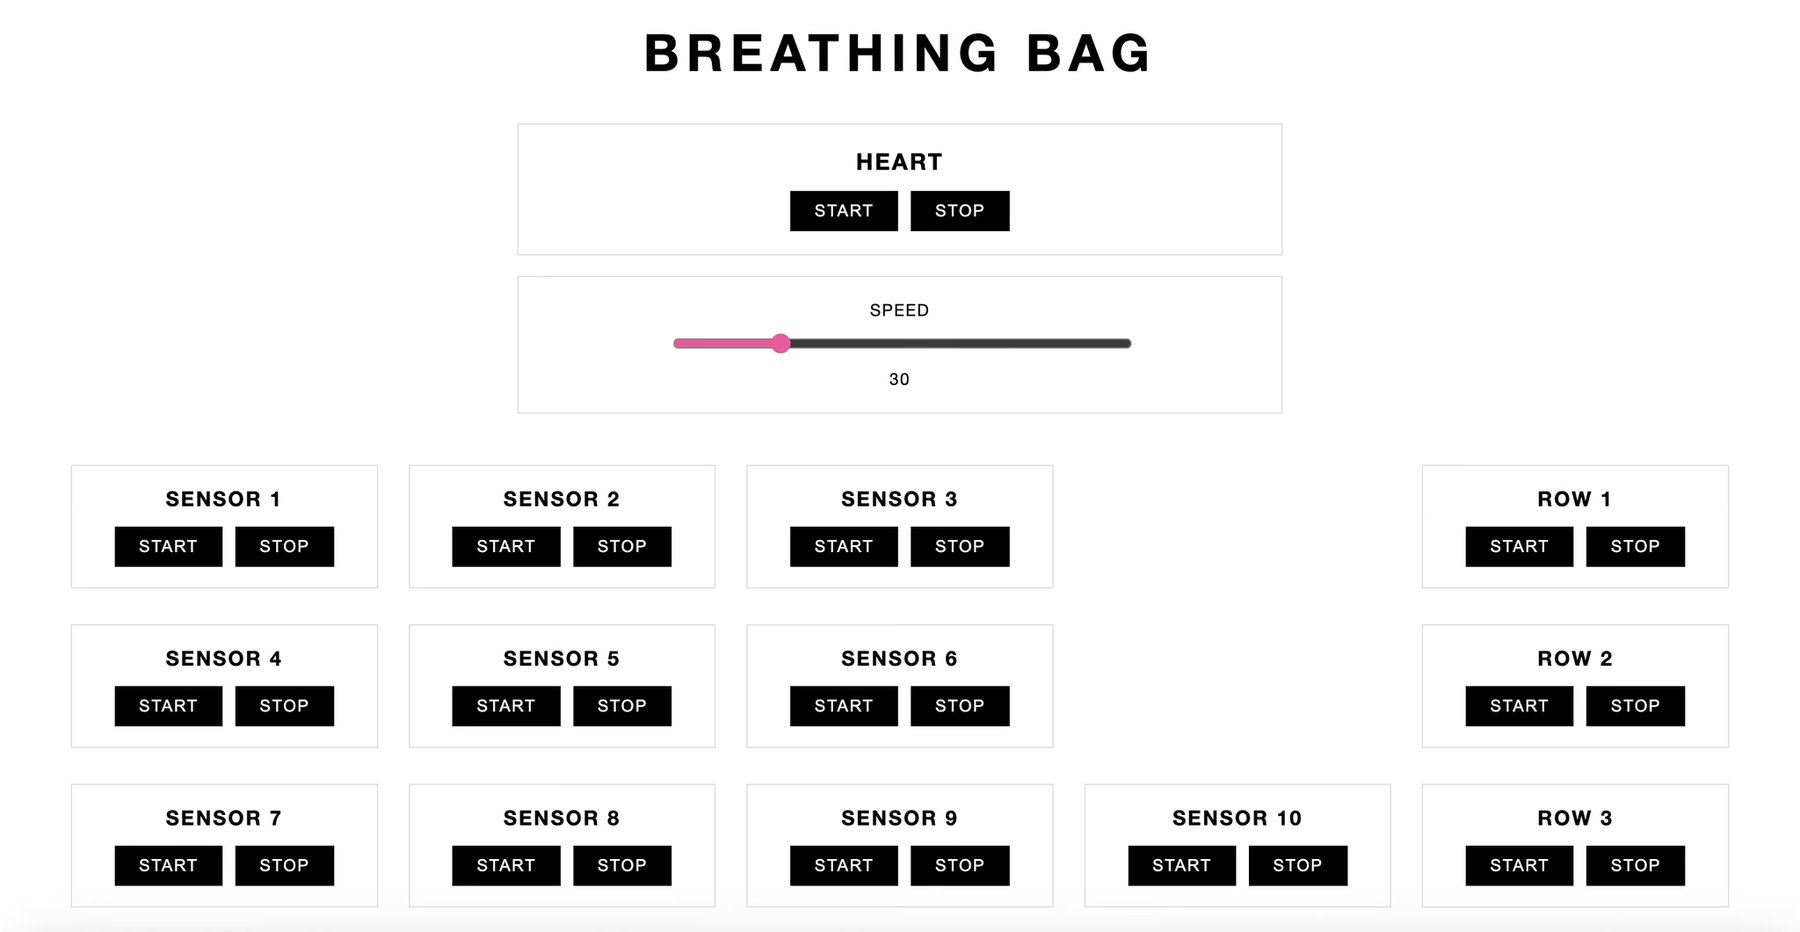 BREATHING BAG
HEART
START STOP
SPEED
30
SENSOR 1 SENSOR 2 SENSOR 3 ROW 1
START STOP START STOP START STOP START STOP
SENSOR 4 SENSOR 5 SENSOR 6 ROW 2
START STOP START STOP START STOP START STOP
SENSOR 7 SENSOR 8 SENSOR 9 SENSOR 10 ROW 3
START STOP START STOP START STOP START STOP START STOP